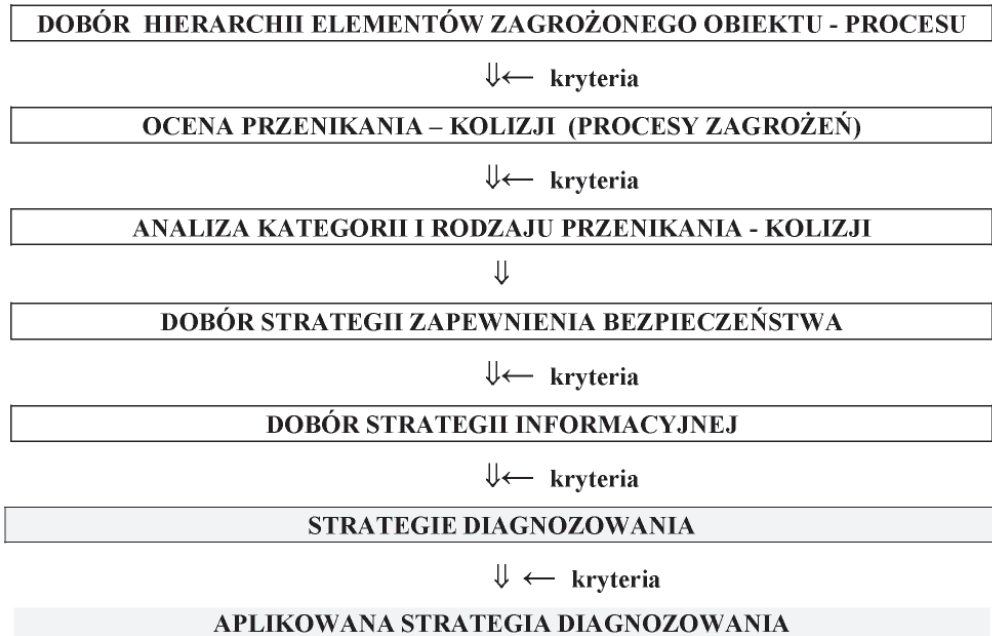 DOBÓR HIERARCHII ELEMENTÓW ZAGROŻONEGO OBIEKTU - PROCESU
⇓← kryteria
OCENA PRZENIKANIA – KOLIZJI (PROCESY ZAGROŻEŃ)
⇓← kryteria
ANALIZA KATEGORII I RODZAJU PRZENIKANIA - KOLIZJI
⇓
DOBÓR STRATEGII ZAPEWNIENIA BEZPIECZEŃSTWA
⇓← kryteria
DOBÓR STRATEGII INFORMACYJNEJ
⇓← kryteria
STRATEGIE DIAGNOZOWANIA
⇓ ← kryteria
APLIKOWANA STRATEGIA DIAGNOZOWANIA